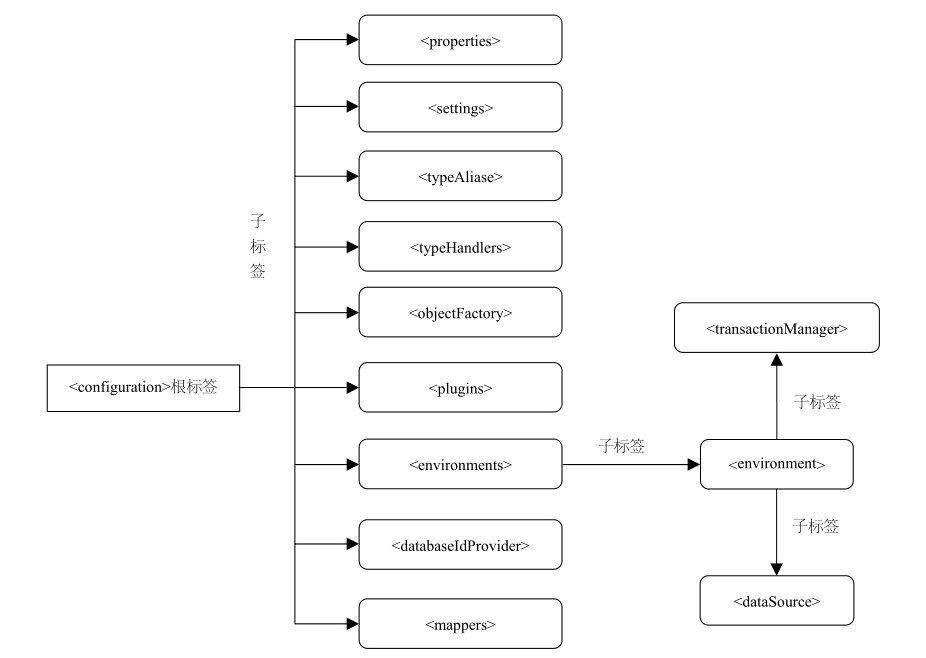 <properties>
<settings>
<typeAliase>
子
标
签
<typeHandlers>
<objectFactory>
<transactionManager>
<configuration>根标签
<plugins>
子标签
<environments>
子标签
<environment>
子标签
<databaseIdProvider>
<dataSource>
<mappers>